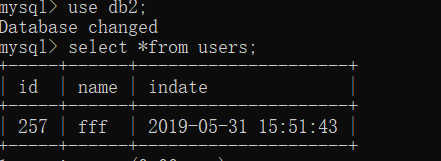 mysql> use db2;
Database changed
mysql> select *from users;
+-----+------+---------------------+
| id | name | indate |
+-----+------+---------------------+
| 257 | fff | 2019-05-31 15:51:43 |
+-----+------+---------------------+